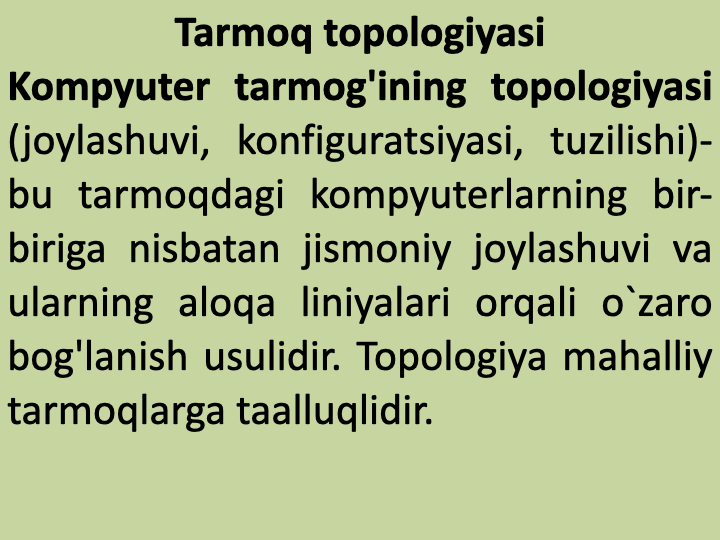 Tarmoq topologiyasi
Kompyuter tarmog'ining topologiyasi
(joylashuvi, konfiguratsiyasi, tuzilishi)-
bu tarmoqdagi kompyuterlarning bir-
biriga nisbatan jismoniy joylashuvi va
ularning aloqa liniyalari orqali o`zaro
bog'lanish usulidir. Topologiya mahalliy
tarmoqlarga taalluqlidir.